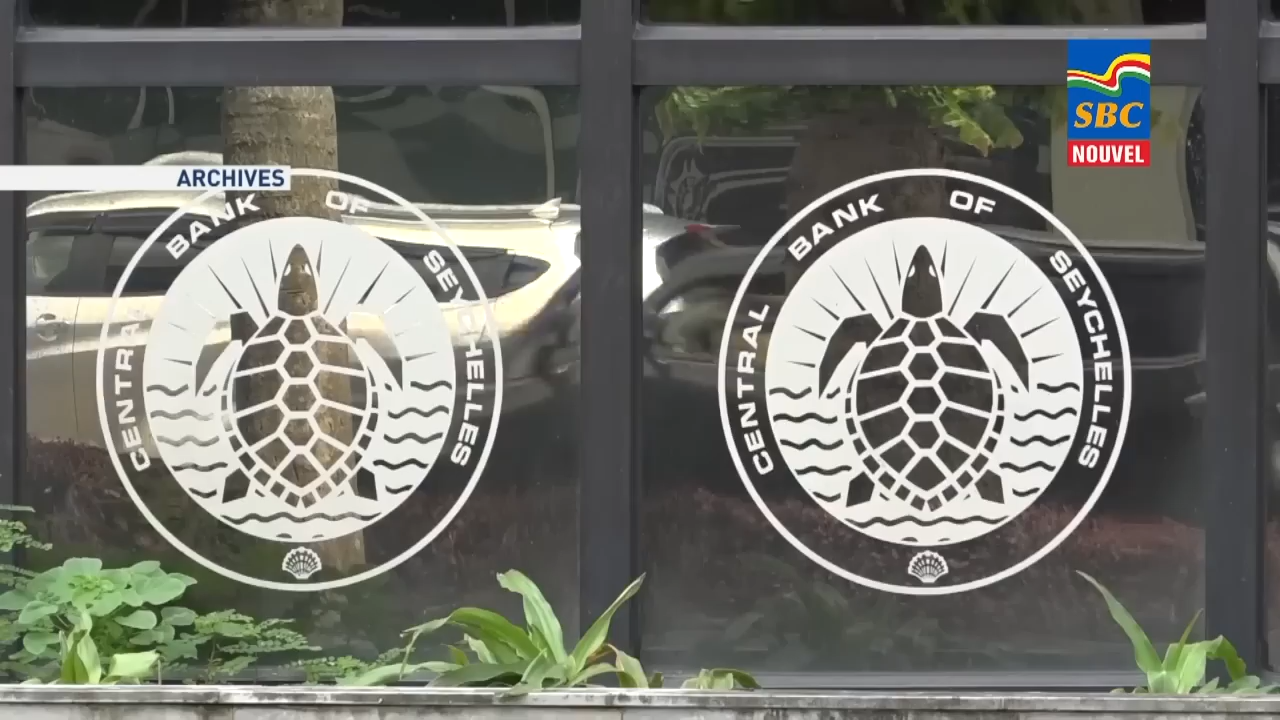 SBC
NOUVEL
ARCHIVES
CENTRAL BANK OF SEYCHELLES
CENTRAL BANK OF SEYCHELLES